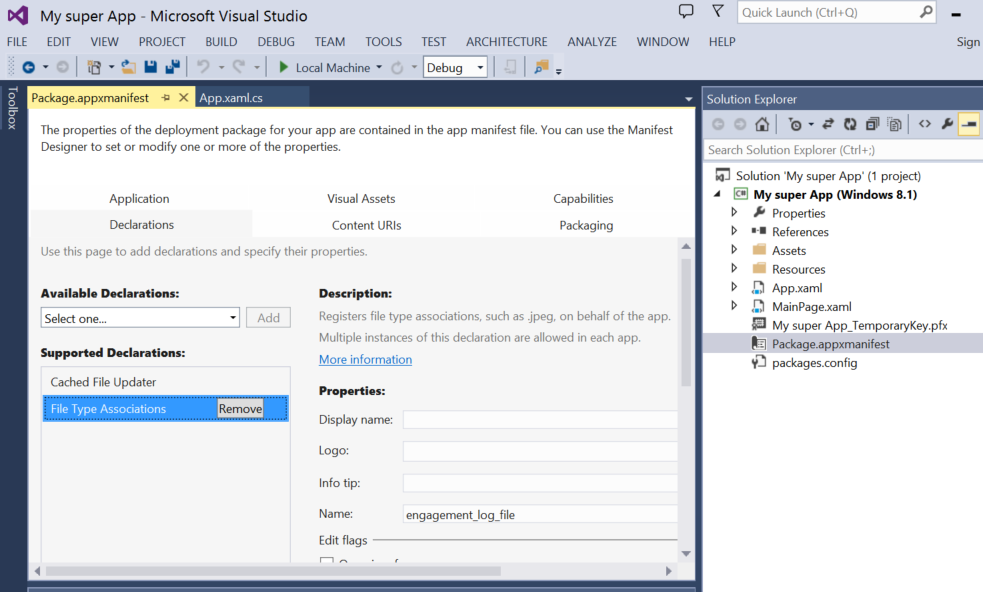 My super App - Microsoft Visual Studio
Quick Launch (Ctrl+Q)
FILE EDIT VIEW PROJECT BUILD DEBUG TEAM TOOLS TEST ARCHITECTURE ANALYZE WINDOW HELP Sign
Local Machine Debug
Toolbox
Package.appxmanifest App.xaml.cs
The properties of the deployment package for your app are contained in the app manifest file. You can use the Manifest
Designer to set or modify one or more of the properties.
Application Visual Assets Capabilities
Declarations Content URIs Packaging
Use this page to add declarations and specify their properties.
Available Declarations:
Select one... Add
Supported Declarations:
Cached File Updater
File Type Associations Remove
Description:
Registers file type associations, such as .jpeg, on behalf of the app.
Multiple instances of this declaration are allowed in each app.
More information
Properties:
Display name:
Logo:
Info tip:
Name: engagement_log_file
Edit flags
Solution Explorer
Search Solution Explorer (Ctrl+;)
Solution 'My super App' (1 project)
C# My super App (Windows 8.1)
Properties
References
Assets
Resources
App.xaml
MainPage.xaml
My super App_TemporaryKey.pfx
Package.appxmanifest
packages.config